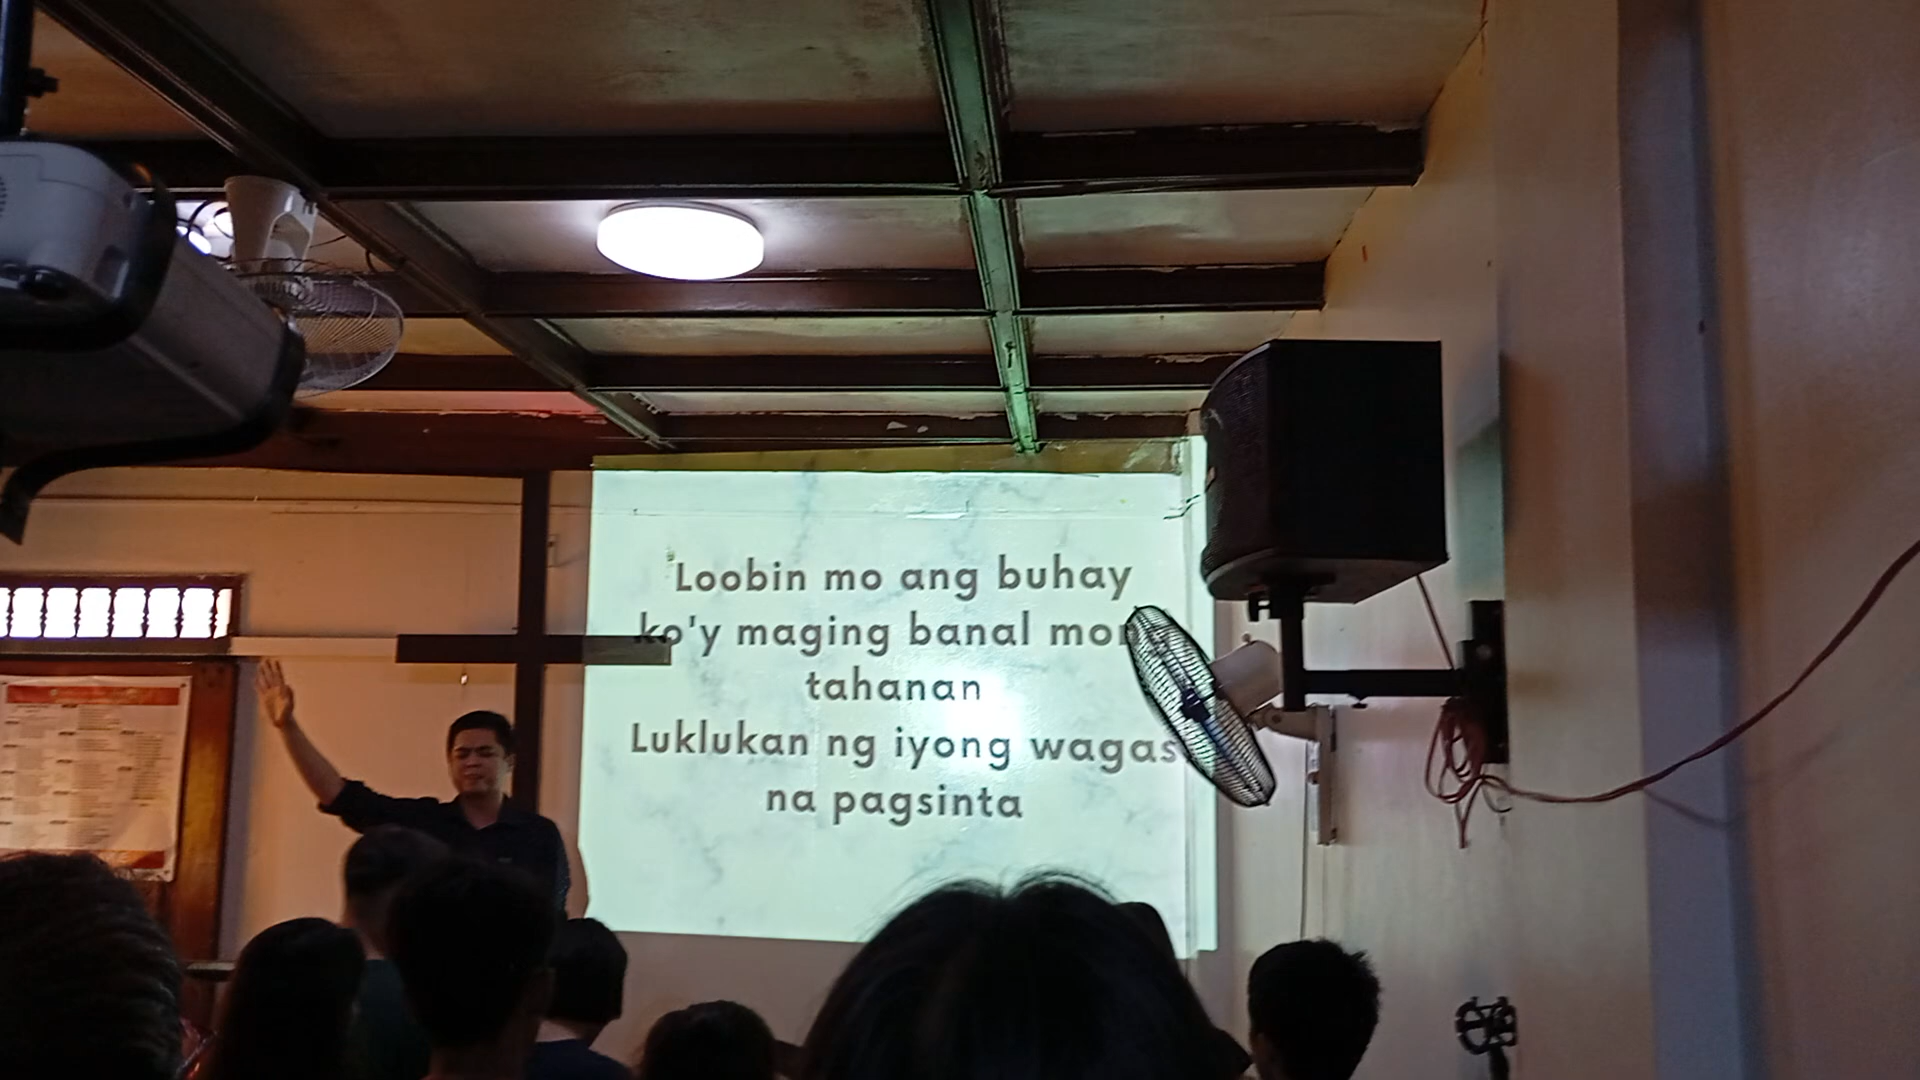 Loobin mo ang buhay
ko'y maging banal mong
tahanan
Luklukan ng iyong wagas
na pagsinta